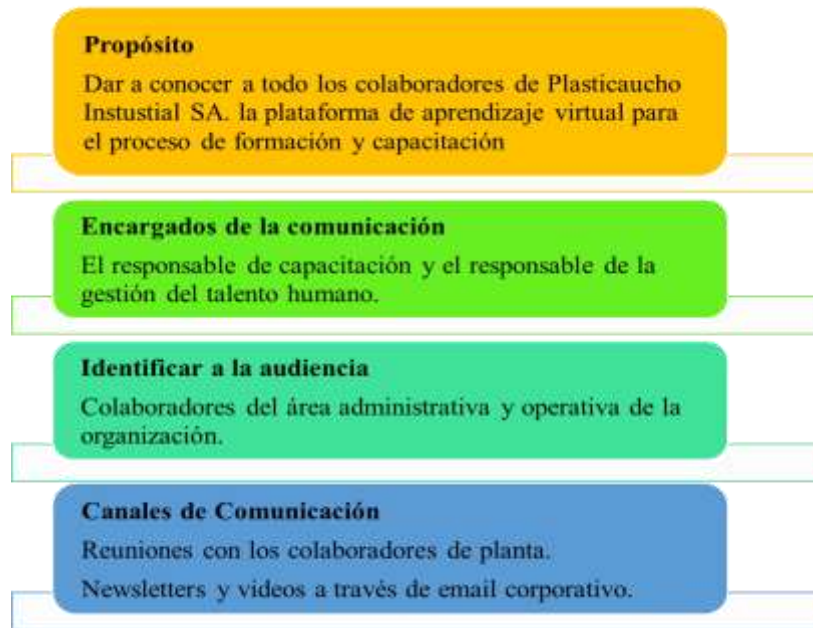 Propósito
Dar a conocer a todo los colaboradores de Plasticaucho
Instustial SA. la plataforma de aprendizaje virtual para
el proceso de formación y capacitación
Encargados de la comunicación
El responsable de capacitación y el responsable de la
gestión del talento humano.
Identificar a la audiencia
Colaboradores del área administrativa y operativa de la
organización.
Canales de Comunicación
Reuniones con los colaboradores de planta.
Newsletters y videos a través de email corporativo.